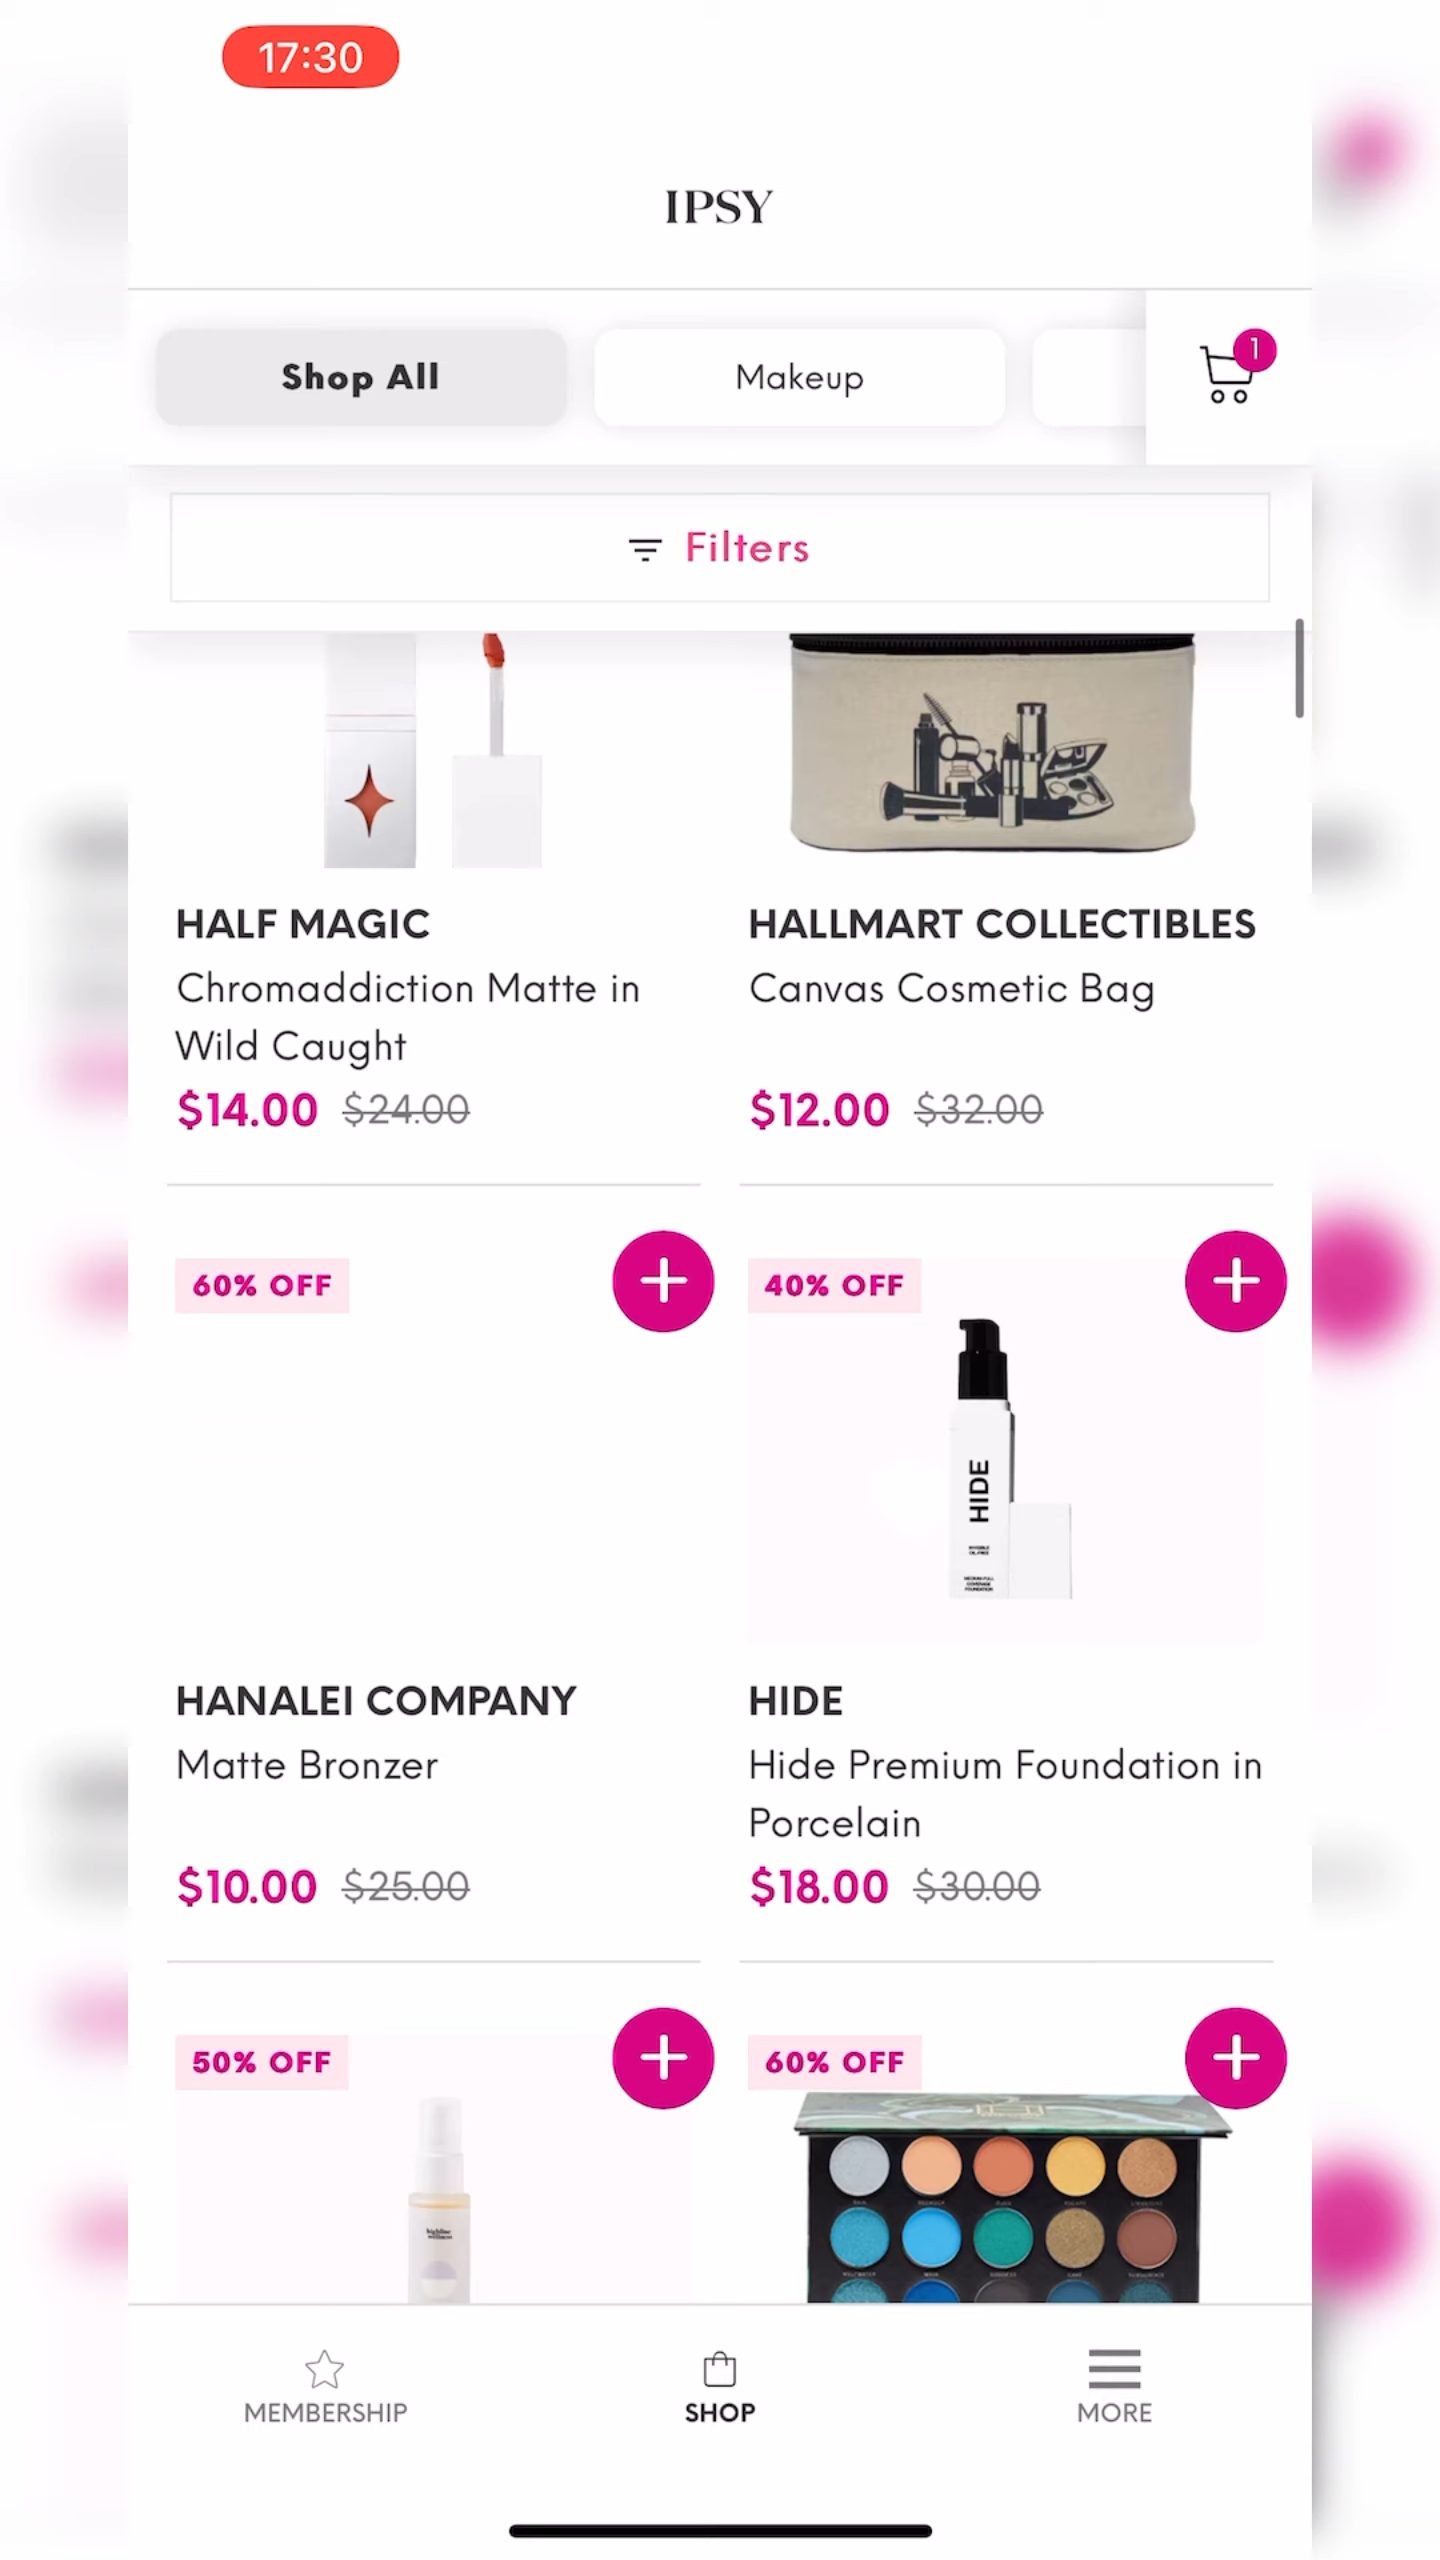 17:30
IPSY
Shop All
Makeup
1
Filters
HALF MAGIC
Chromaddiction Matte in
Wild Caught
$14.00 $24.00
HALLMART COLLECTIBLES
Canvas Cosmetic Bag
$12.00 $32.00
60% OFF
HANALEI COMPANY
Matte Bronzer
$10.00 $25.00
40% OFF
HIDE
HIDE
Hide Premium Foundation in
Porcelain
$18.00 $30.00
50% OFF
60% OFF
MEMBERSHIP
SHOP
MORE